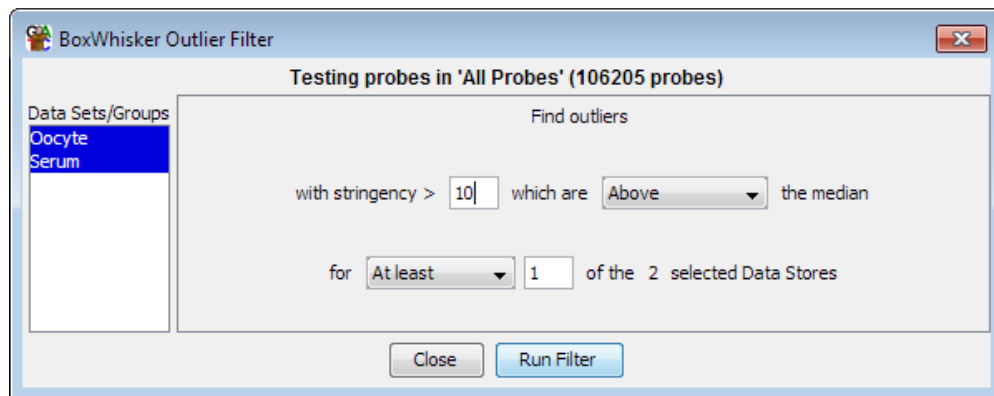 BoxWhisker Outlier Filter
Testing probes in 'All Probes' (106205 probes)
Data Sets/Groups
Oocyte
Serum
Find outliers
with stringency > 10 which are Above the median
for At least 1 of the 2 selected Data Stores
Close Run Filter